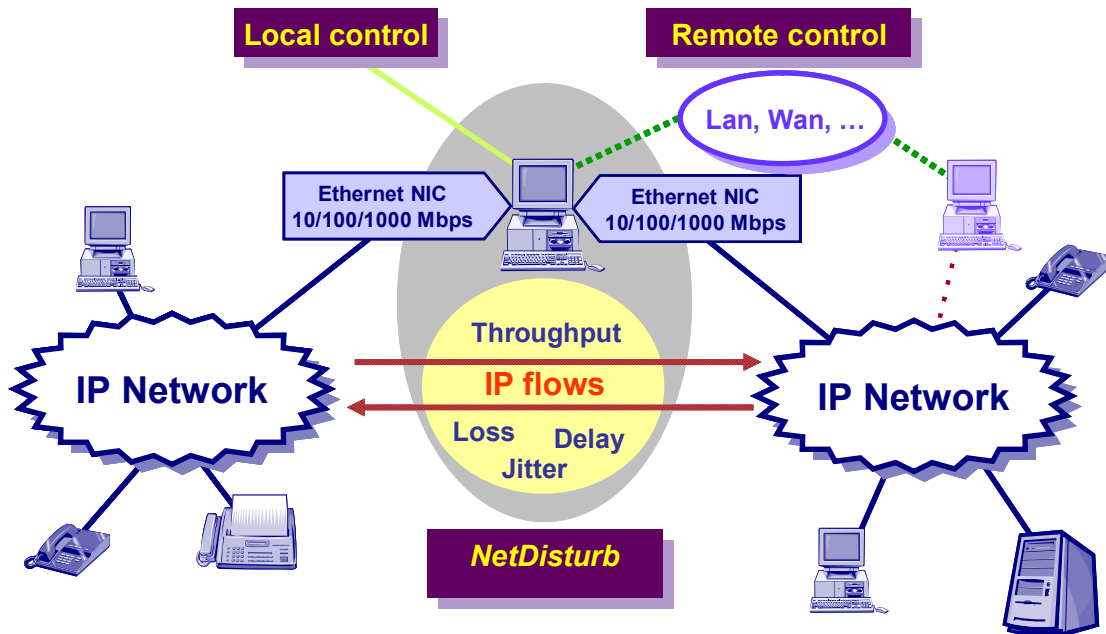 Local control
Remote control
Lan, Wan, …
Ethernet NIC
10/100/1000 Mbps
Ethernet NIC
10/100/1000 Mbps
Throughput
IP Network
IP flows
IP Network
Loss
Delay
Jitter
NetDisturb